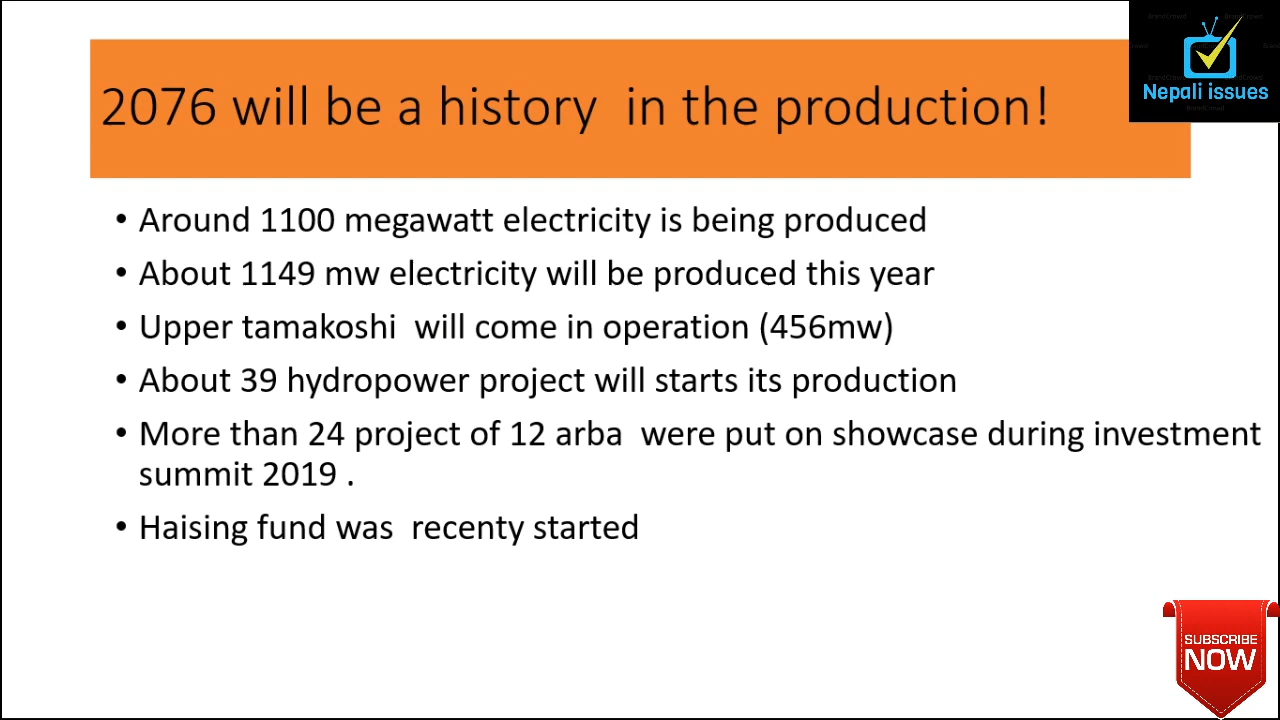 2076 will be a history in the production!
Nepali issues
• Around 1100 megawatt electricity is being produced
• About 1149 mw electricity will be produced this year
• Upper tamakoshi will come in operation (456mw)
• About 39 hydropower project will starts its production
• More than 24 project of 12 arba were put on showcase during investment
summit 2019 .
• Haising fund was recenty started
SUBSCRIBE
NOW